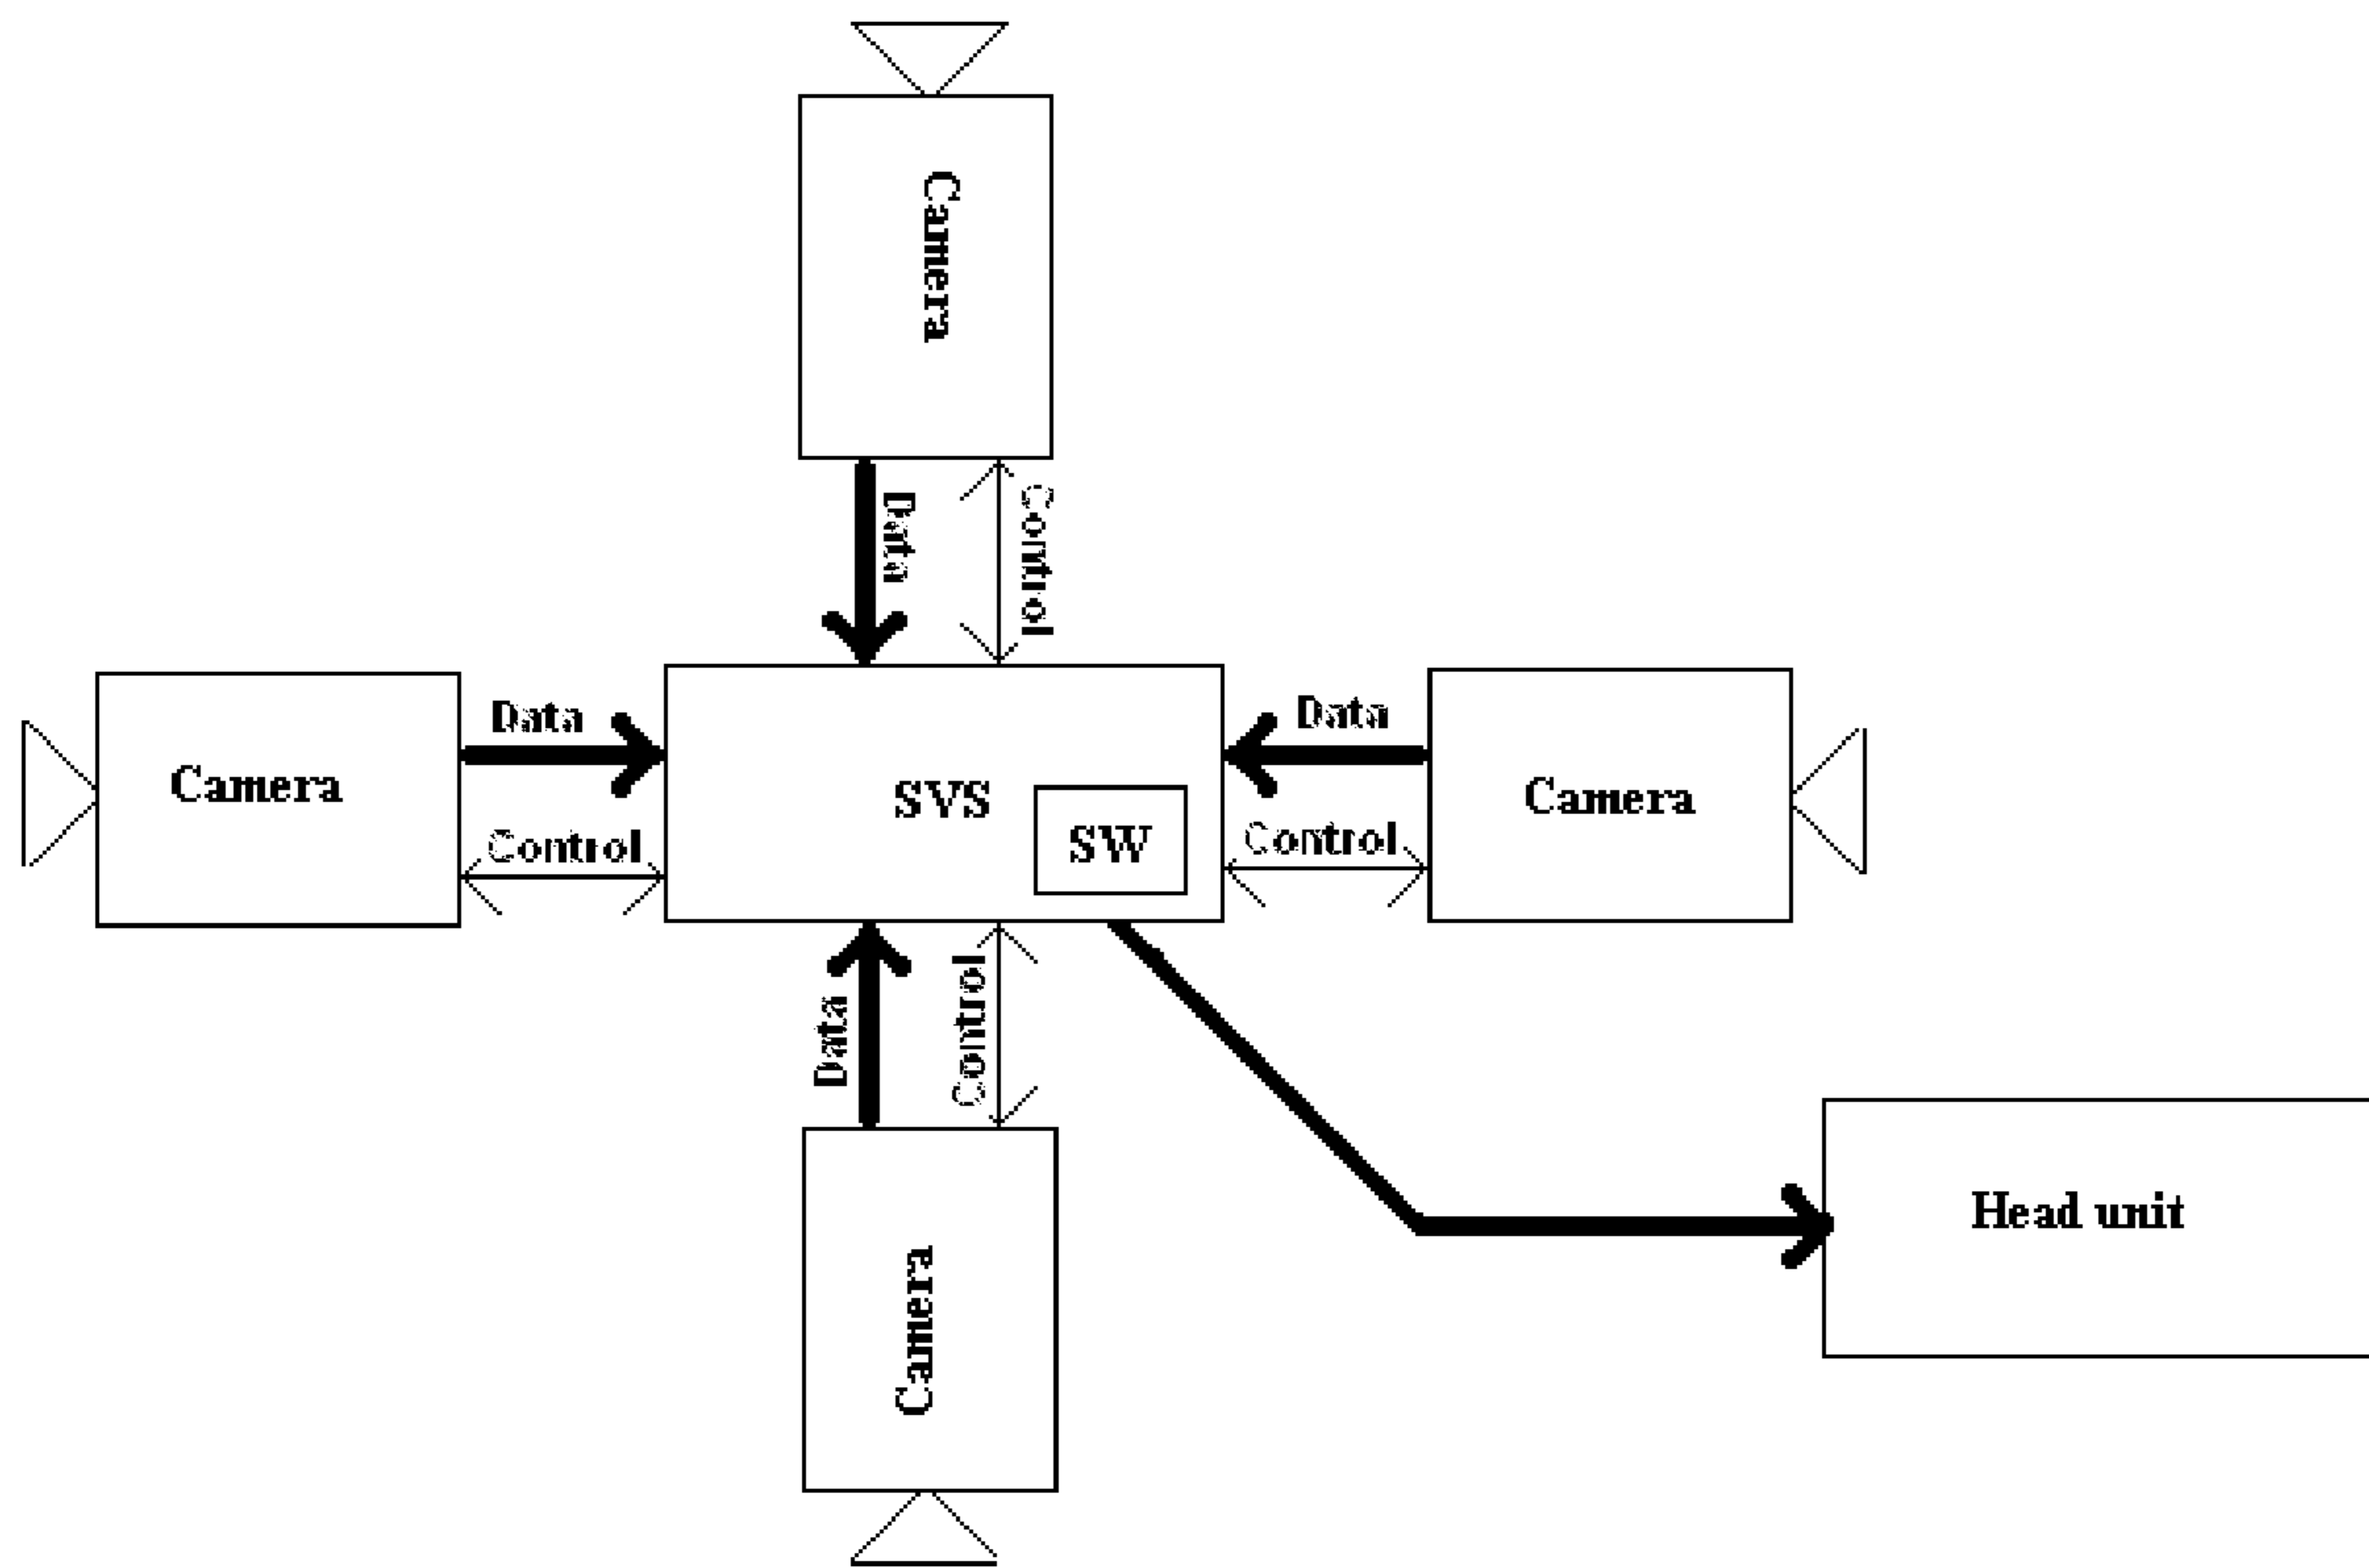 Camera
Data
Control
Camera
Data
Control
SVS
SW
Data
Control
Camera
Data
Control
Camera
Head unit